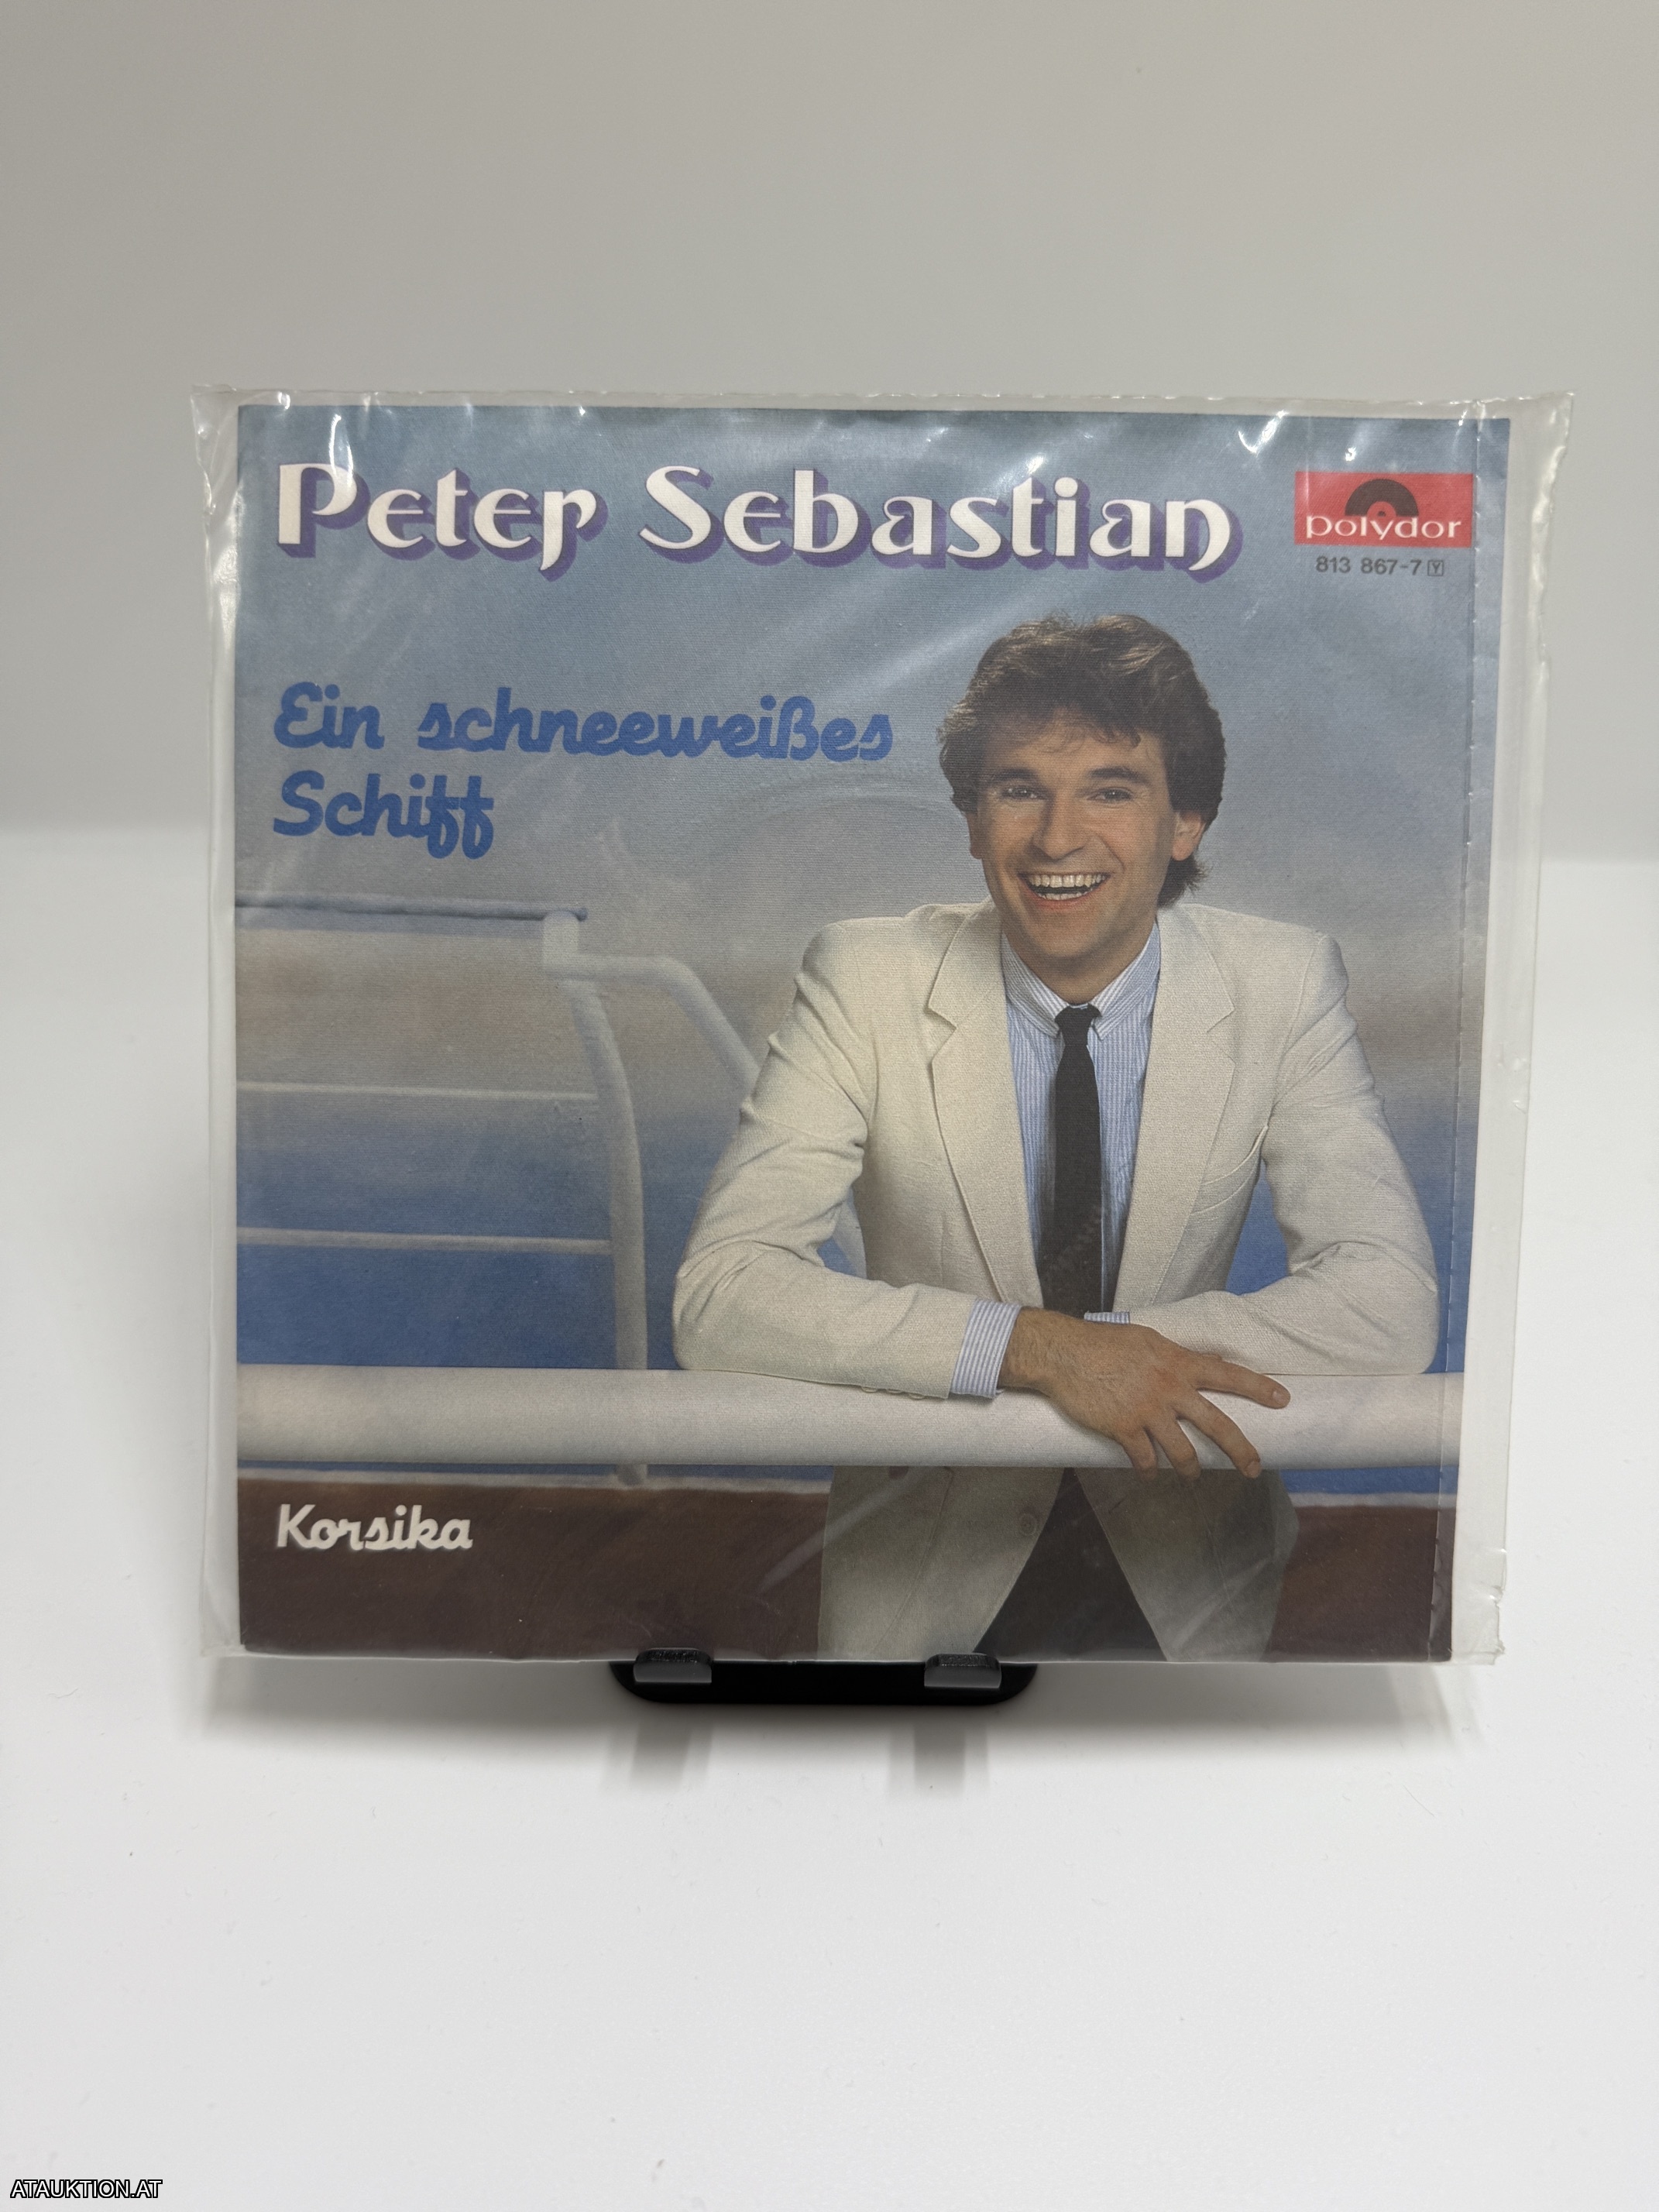 Peter Sebastian
polydor
813 867-7 Y
Ein schneeweißes
Schiff
Korsika
ATAUKTION.AT